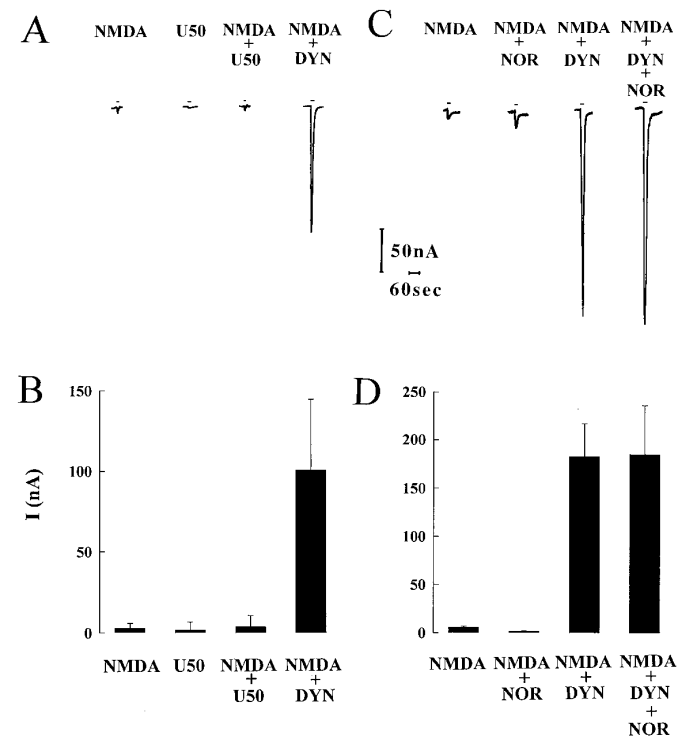 A
NMDA
U50
NMDA
+
U50
NMDA
+
DYN
C
NMDA
NMDA
+
NOR
NMDA
+
DYN
NMDA
+
DYN
+
NOR
50nA
60sec
B
I (nA)
150
100
50
0
NMDA
U50
NMDA
+
U50
NMDA
+
DYN
D
250
200
150
100
50
0
NMDA
NMDA
+
NOR
NMDA
+
DYN
NMDA
+
DYN
+
NOR